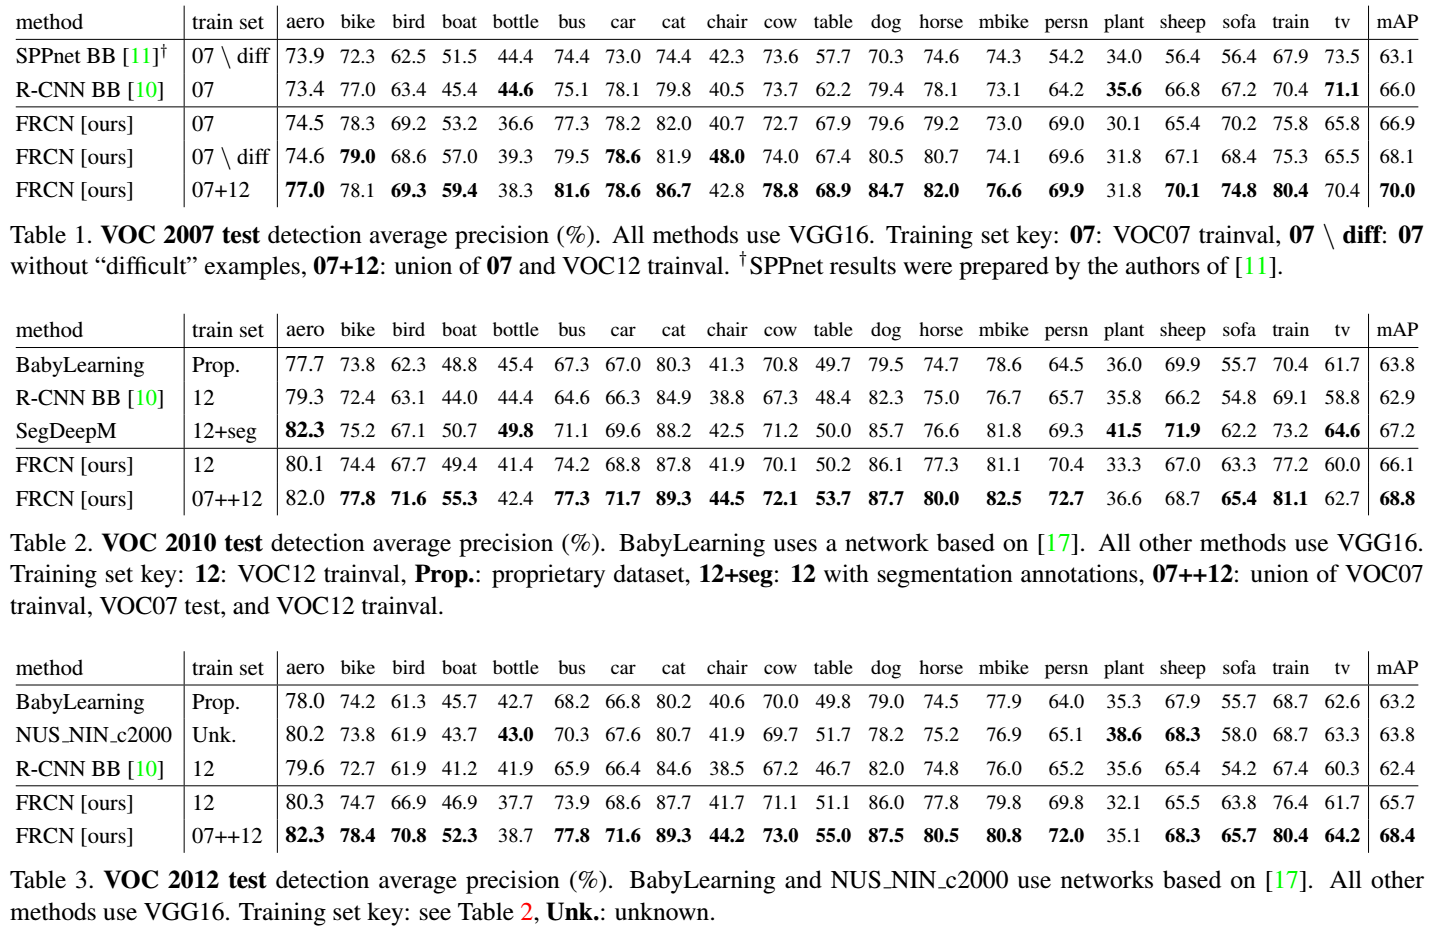 method train set aero bike bird boat bottle bus car cat chair cow table dog horse mbike persn plant sheep sofa train tv mAP
SPPnet BB [11]† 07 \ diff 73.9 72.3 62.5 51.5 44.4 74.4 73.0 74.4 42.3 73.6 57.7 70.3 74.6 74.3 54.2 34.0 56.4 56.4 67.9 73.5 63.1
R-CNN BB [10] 07 73.4 77.0 63.4 45.4 44.6 75.1 78.1 79.8 40.5 73.7 62.2 79.4 78.1 73.1 64.2 35.6 66.8 67.2 70.4 71.1 66.0
FRCN [ours] 07 74.5 78.3 69.2 53.2 36.6 77.3 78.2 82.0 40.7 72.7 67.9 79.6 79.2 73.0 69.0 30.1 65.4 70.2 75.8 65.8 66.9
FRCN [ours] 07 \ diff 74.6 79.0 68.6 57.0 39.3 79.5 78.6 81.9 48.0 74.0 67.4 80.5 80.7 74.1 69.6 31.8 67.1 68.4 75.3 65.5 68.1
FRCN [ours] 07+12 77.0 78.1 69.3 59.4 38.3 81.6 78.6 86.7 42.8 78.8 68.9 84.7 82.0 76.6 69.9 31.8 70.1 74.8 80.4 70.4 70.0
Table 1. VOC 2007 test detection average precision (%). All methods use VGG16. Training set key: 07: VOC07 trainval, 07 \ diff: 07
without “difficult” examples, 07+12: union of 07 and VOC12 trainval. †SPPnet results were prepared by the authors of [11].
method train set aero bike bird boat bottle bus car cat chair cow table dog horse mbike persn plant sheep sofa train tv mAP
BabyLearning Prop. 77.7 73.8 62.3 48.8 45.4 67.3 67.0 80.3 41.3 70.8 49.7 79.5 74.7 78.6 64.5 36.0 69.9 55.7 70.4 61.7 63.8
R-CNN BB [10] 12 79.3 72.4 63.1 44.0 44.4 64.6 66.3 84.9 38.8 67.3 48.4 82.3 75.0 76.7 65.7 35.8 66.2 54.8 69.1 58.8 62.9
SegDeepM 12+seg 82.3 75.2 67.1 50.7 49.8 71.1 69.6 88.2 42.5 71.2 50.0 85.7 76.6 81.8 69.3 41.5 71.9 62.2 73.2 64.6 67.2
FRCN [ours] 12 80.1 74.4 67.7 49.4 41.4 74.2 68.8 87.8 41.9 70.1 50.2 86.1 77.3 81.1 70.4 33.3 67.0 63.3 77.2 60.0 66.1
FRCN [ours] 07++12 82.0 77.8 71.6 55.3 42.4 77.3 71.7 89.3 44.5 72.1 53.7 87.7 80.0 82.5 72.7 36.6 68.7 65.4 81.1 62.7 68.8
Table 2. VOC 2010 test detection average precision (%). BabyLearning uses a network based on [17]. All other methods use VGG16.
Training set key: 12: VOC12 trainval, Prop.: proprietary dataset, 12+seg: 12 with segmentation annotations, 07++12: union of VOC07
trainval, VOC07 test, and VOC12 trainval.
method train set aero bike bird boat bottle bus car cat chair cow table dog horse mbike persn plant sheep sofa train tv mAP
BabyLearning Prop. 78.0 74.2 61.3 45.7 42.7 68.2 66.8 80.2 40.6 70.0 49.8 79.0 74.5 77.9 64.0 35.3 67.9 55.7 68.7 62.6 63.2
NUS_NIN_c2000 Unk. 80.2 73.8 61.9 43.7 43.0 70.3 67.6 80.7 41.9 69.7 51.7 78.2 75.2 76.9 65.1 38.6 68.3 58.0 68.7 63.3 63.8
R-CNN BB [10] 12 79.6 72.7 61.9 41.2 41.9 65.9 66.4 84.6 38.5 67.2 46.7 82.0 74.8 76.0 65.2 35.6 65.4 54.2 67.4 60.3 62.4
FRCN [ours] 12 80.3 74.7 66.9 46.9 37.7 73.9 68.6 87.7 41.7 71.1 51.1 86.0 77.8 79.8 69.8 32.1 65.5 63.8 76.4 61.7 65.7
FRCN [ours] 07++12 82.3 78.4 70.8 52.3 38.7 77.8 71.6 89.3 44.2 73.0 55.0 87.5 80.5 80.8 72.0 35.1 68.3 65.7 80.4 64.2 68.4
Table 3. VOC 2012 test detection average precision (%). BabyLearning and NUS_NIN_c2000 use networks based on [17]. All other
methods use VGG16. Training set key: see Table 2, Unk.: unknown.